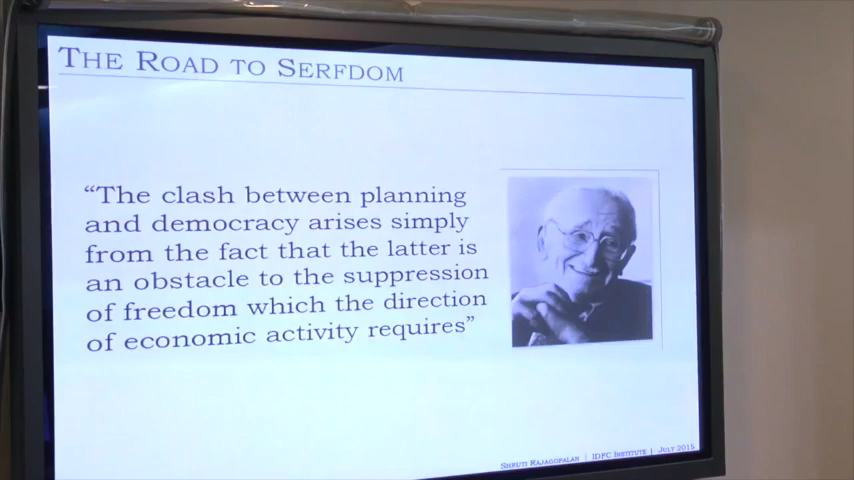 THE ROAD TO SERFDOM
“The clash between planning
and democracy arises simply
from the fact that the latter is
an obstacle to the suppression
of freedom which the direction
of economic activity requires”
SHRUTI RAJAGOPALAN | IDFC INSTITUTE | JULY 2015